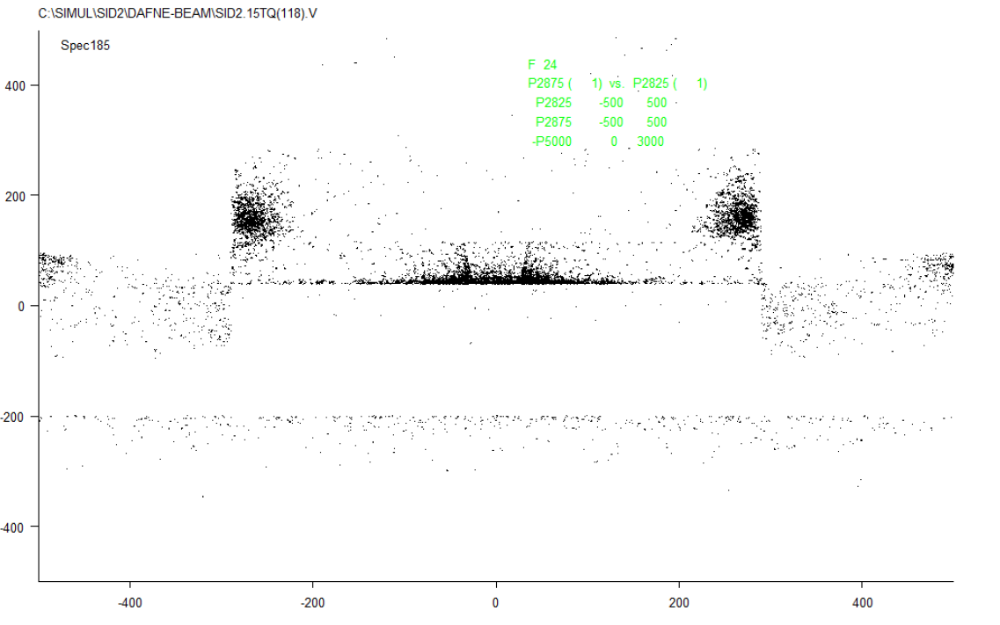 C:\SIMUL\SID2\DAFNE-BEAM\SID2.15TQ(118).V
Spec185
F 24
P2875 ( 1) vs. P2825 ( 1)
P2825 -500 500
P2875 -500 500
-P5000 0 3000
400
200
0
-200
-400
-400 -200 0 200 400